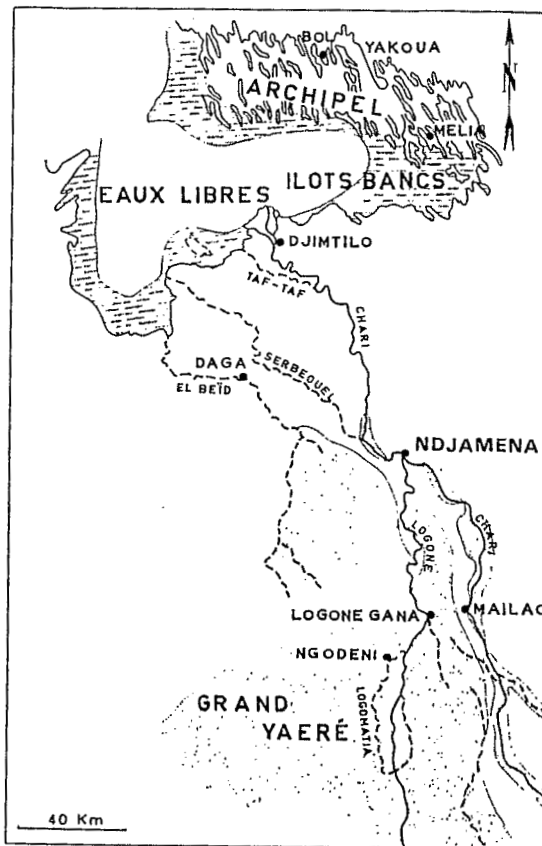 BOL
YAKOUA
N
ARCHIPEL
MELIA
EAUX LIBRES
ILOTS BANCS
DJIMTILO
TAF-TAF
CHARI
SERBEOUEL
DAGA
EL BEÏD
NDJAMENA
LOGONE
CHARI
LOGONE GANA
MAILAO
NGODENI
LOGOMATIA
GRAND
YAERÉ
40 Km